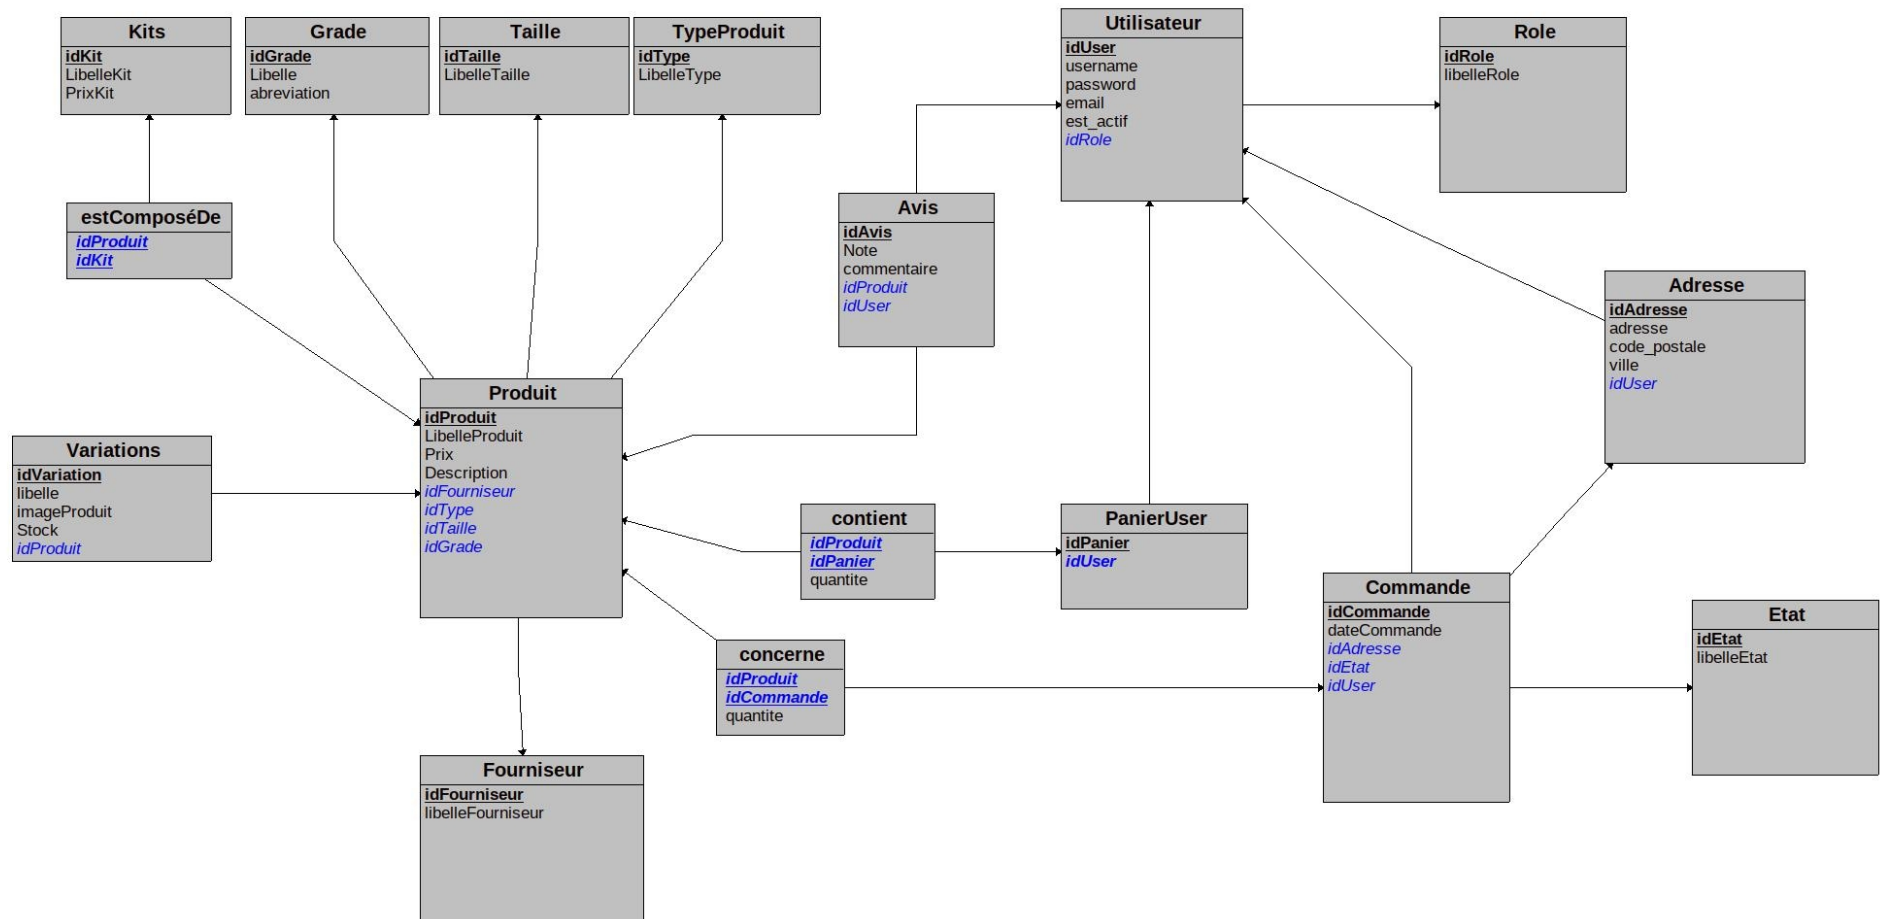 Kits
idKit
LibelleKit
PrixKit
Grade
idGrade
Libelle
abreviation
Taille
idTaille
LibelleTaille
TypeProduit
idType
LibelleType
Utilisateur
idUser
username
password
email
est_actif
idRole
Role
idRole
libelleRole
estComposéDe
idProduit
idKit
Avis
idAvis
Note
commentaire
idProduit
idUser
Adresse
idAdresse
adresse
code_postale
ville
idUser
Produit
idProduit
LibelleProduit
Prix
Description
idFourniseur
idType
idTaille
idGrade
Variations
idVariation
libelle
imageProduit
Stock
idProduit
contient
idProduit
idPanier
quantite
PanierUser
idPanier
idUser
Commande
idCommande
dateCommande
idAdresse
idEtat
idUser
Etat
idEtat
libelleEtat
concerne
idProduit
idCommande
quantite
Fourniseur
idFourniseur
libelleFourniseur